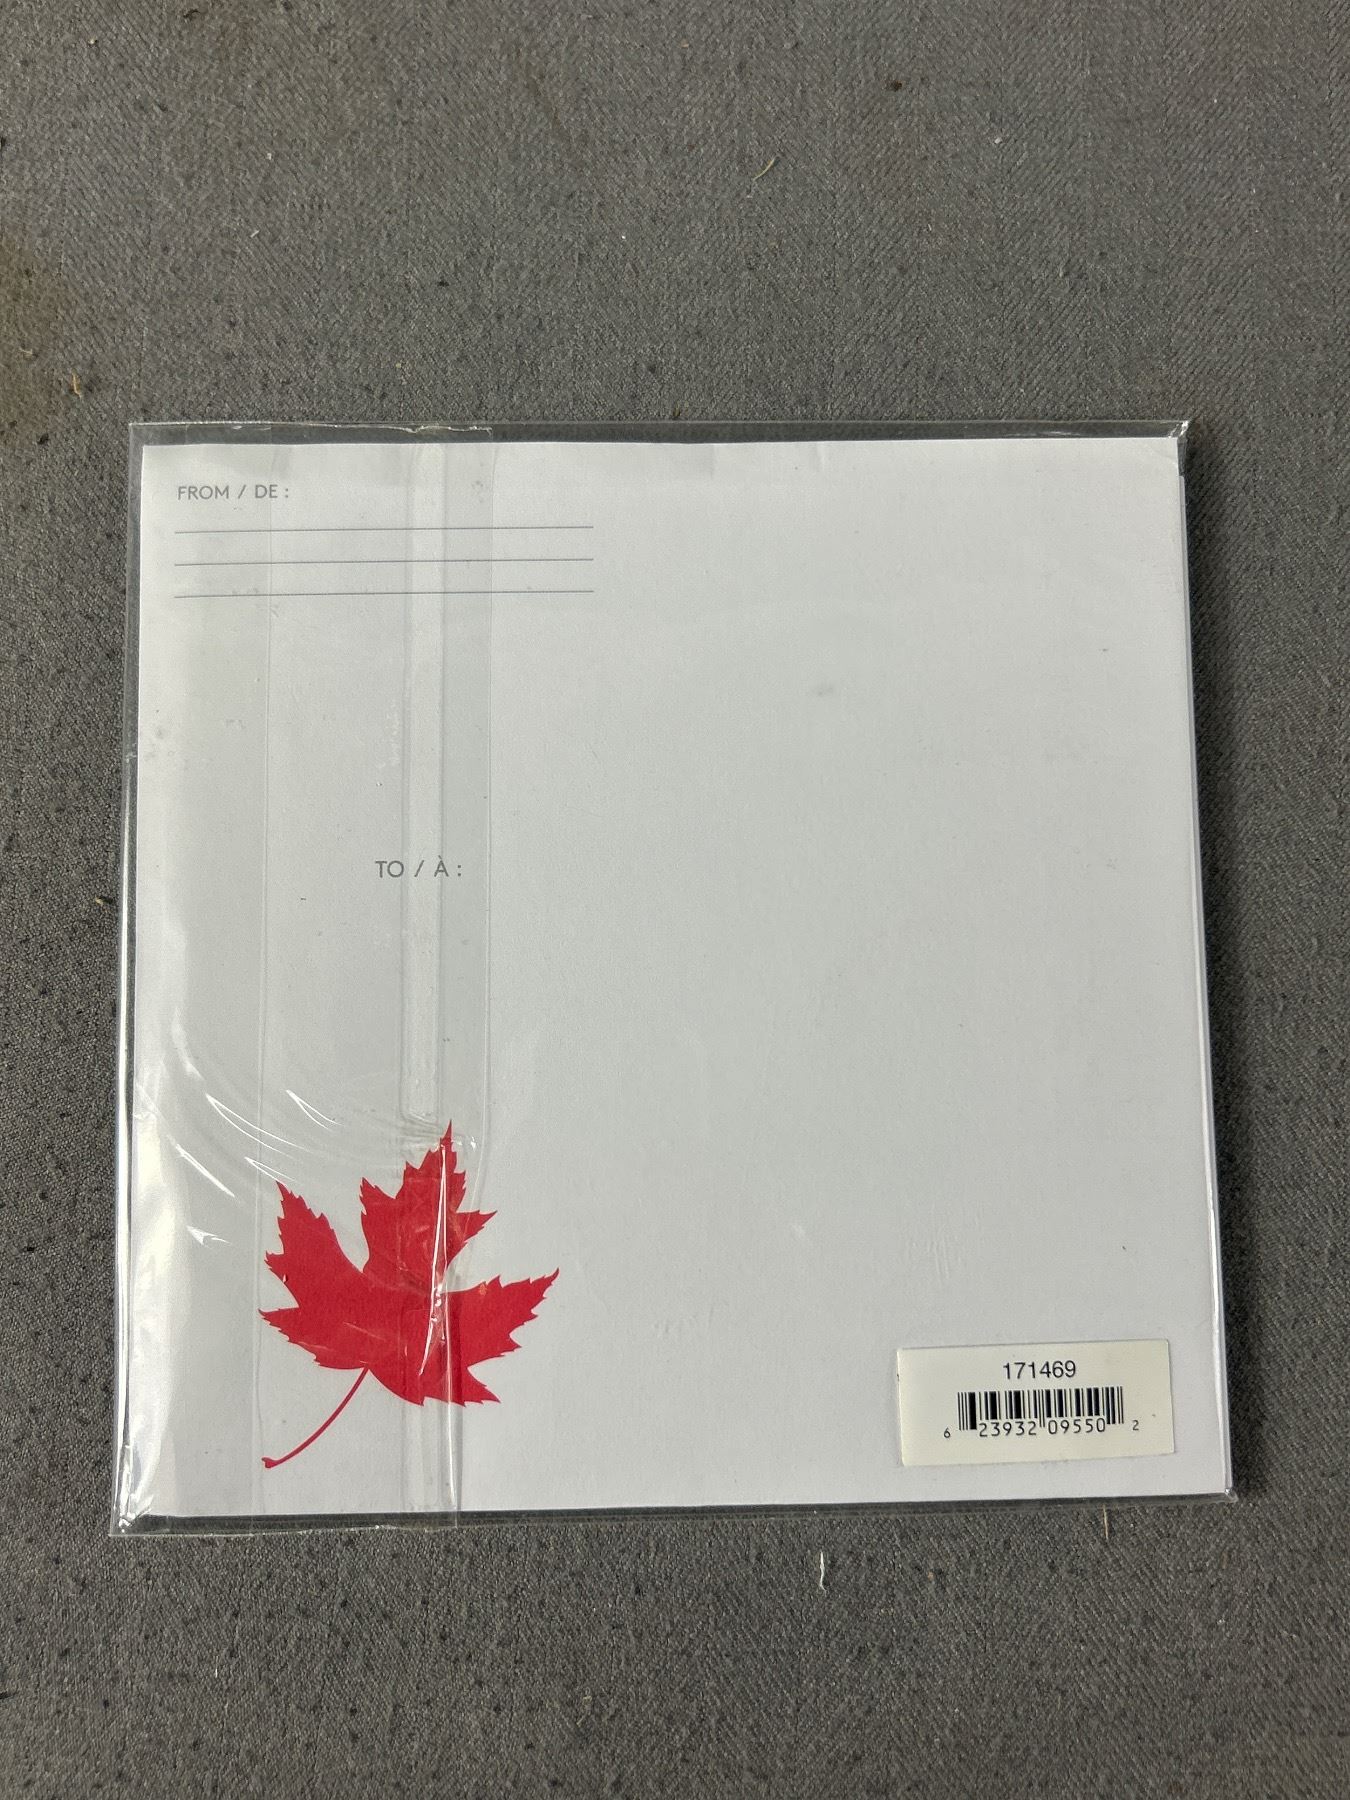 FROM / DE :
TO / À :
171469
6 23932 09550 2